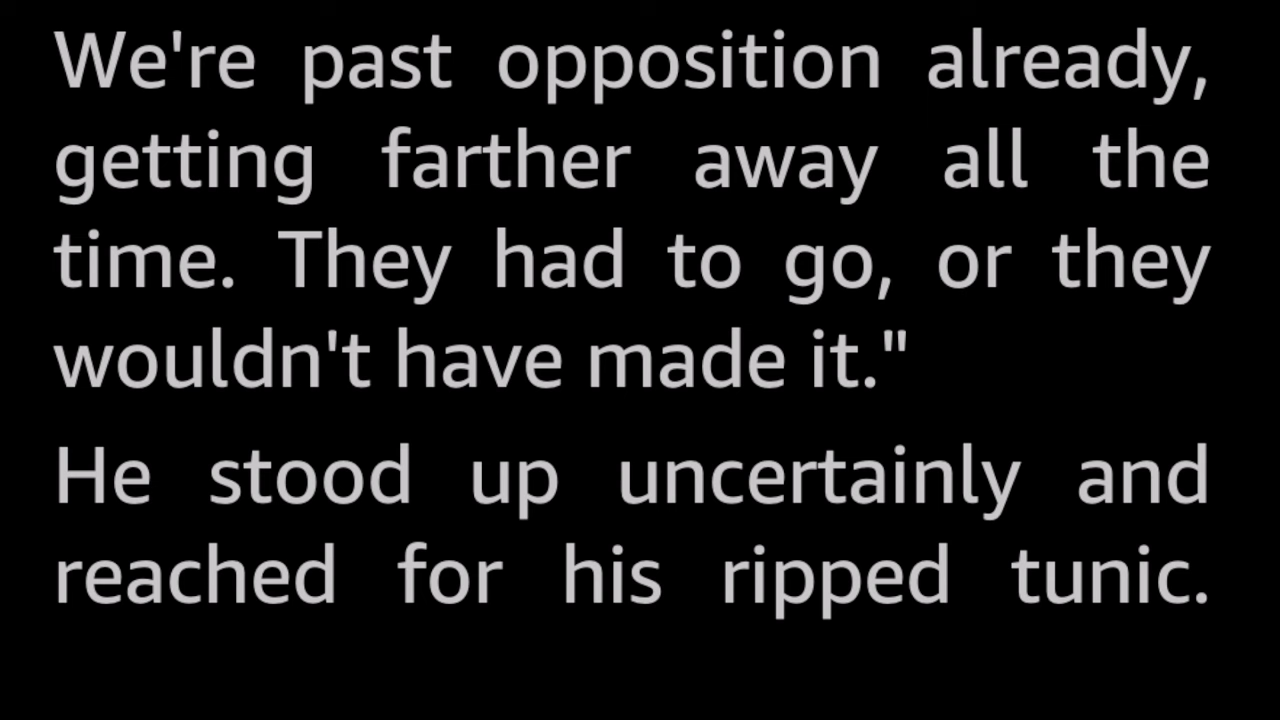 We're past opposition already,
getting farther away all the
time. They had to go, or they
wouldn't have made it."
He stood up uncertainly and
reached for his ripped tunic.